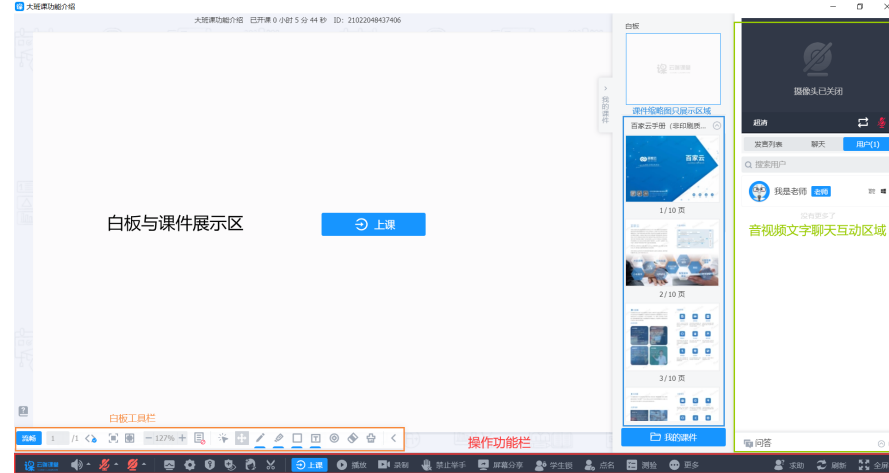 大班课功能介绍
大班课功能介绍 已开课 0 小时 5 分 44 秒 ID: 21022048437406
白板
百家云课堂
课件缩略图只展示区域
我的课件
百家云手册（非印刷质...
百家云
1/10 页
2/10 页
3/10 页
我的课件
白板与课件展示区
上课
摄像头已关闭
超清
发言列表 聊天 用户(1)
搜索用户
我是老师 老师
没有更多了
音视频文字聊天互动区域
问答
白板工具栏
流畅 1 /1 127%
操作功能栏
上课 播放 录制 禁止举手 屏幕分享 学生锁 点名 测验 更多 求助 刷新 全屏